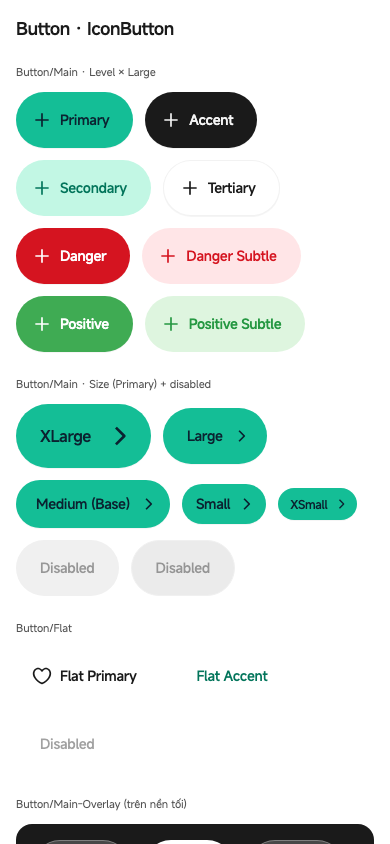 Button · IconButton
Button/Main · Level × Large
Primary
Accent
Secondary
Tertiary
Danger
Danger Subtle
Positive
Positive Subtle
Button/Main · Size (Primary) + disabled
XLarge
Large
Medium (Base)
Small
XSmall
Disabled
Disabled
Button/Flat
Flat Primary
Flat Accent
Disabled
Button/Main-Overlay (trên nền tối)